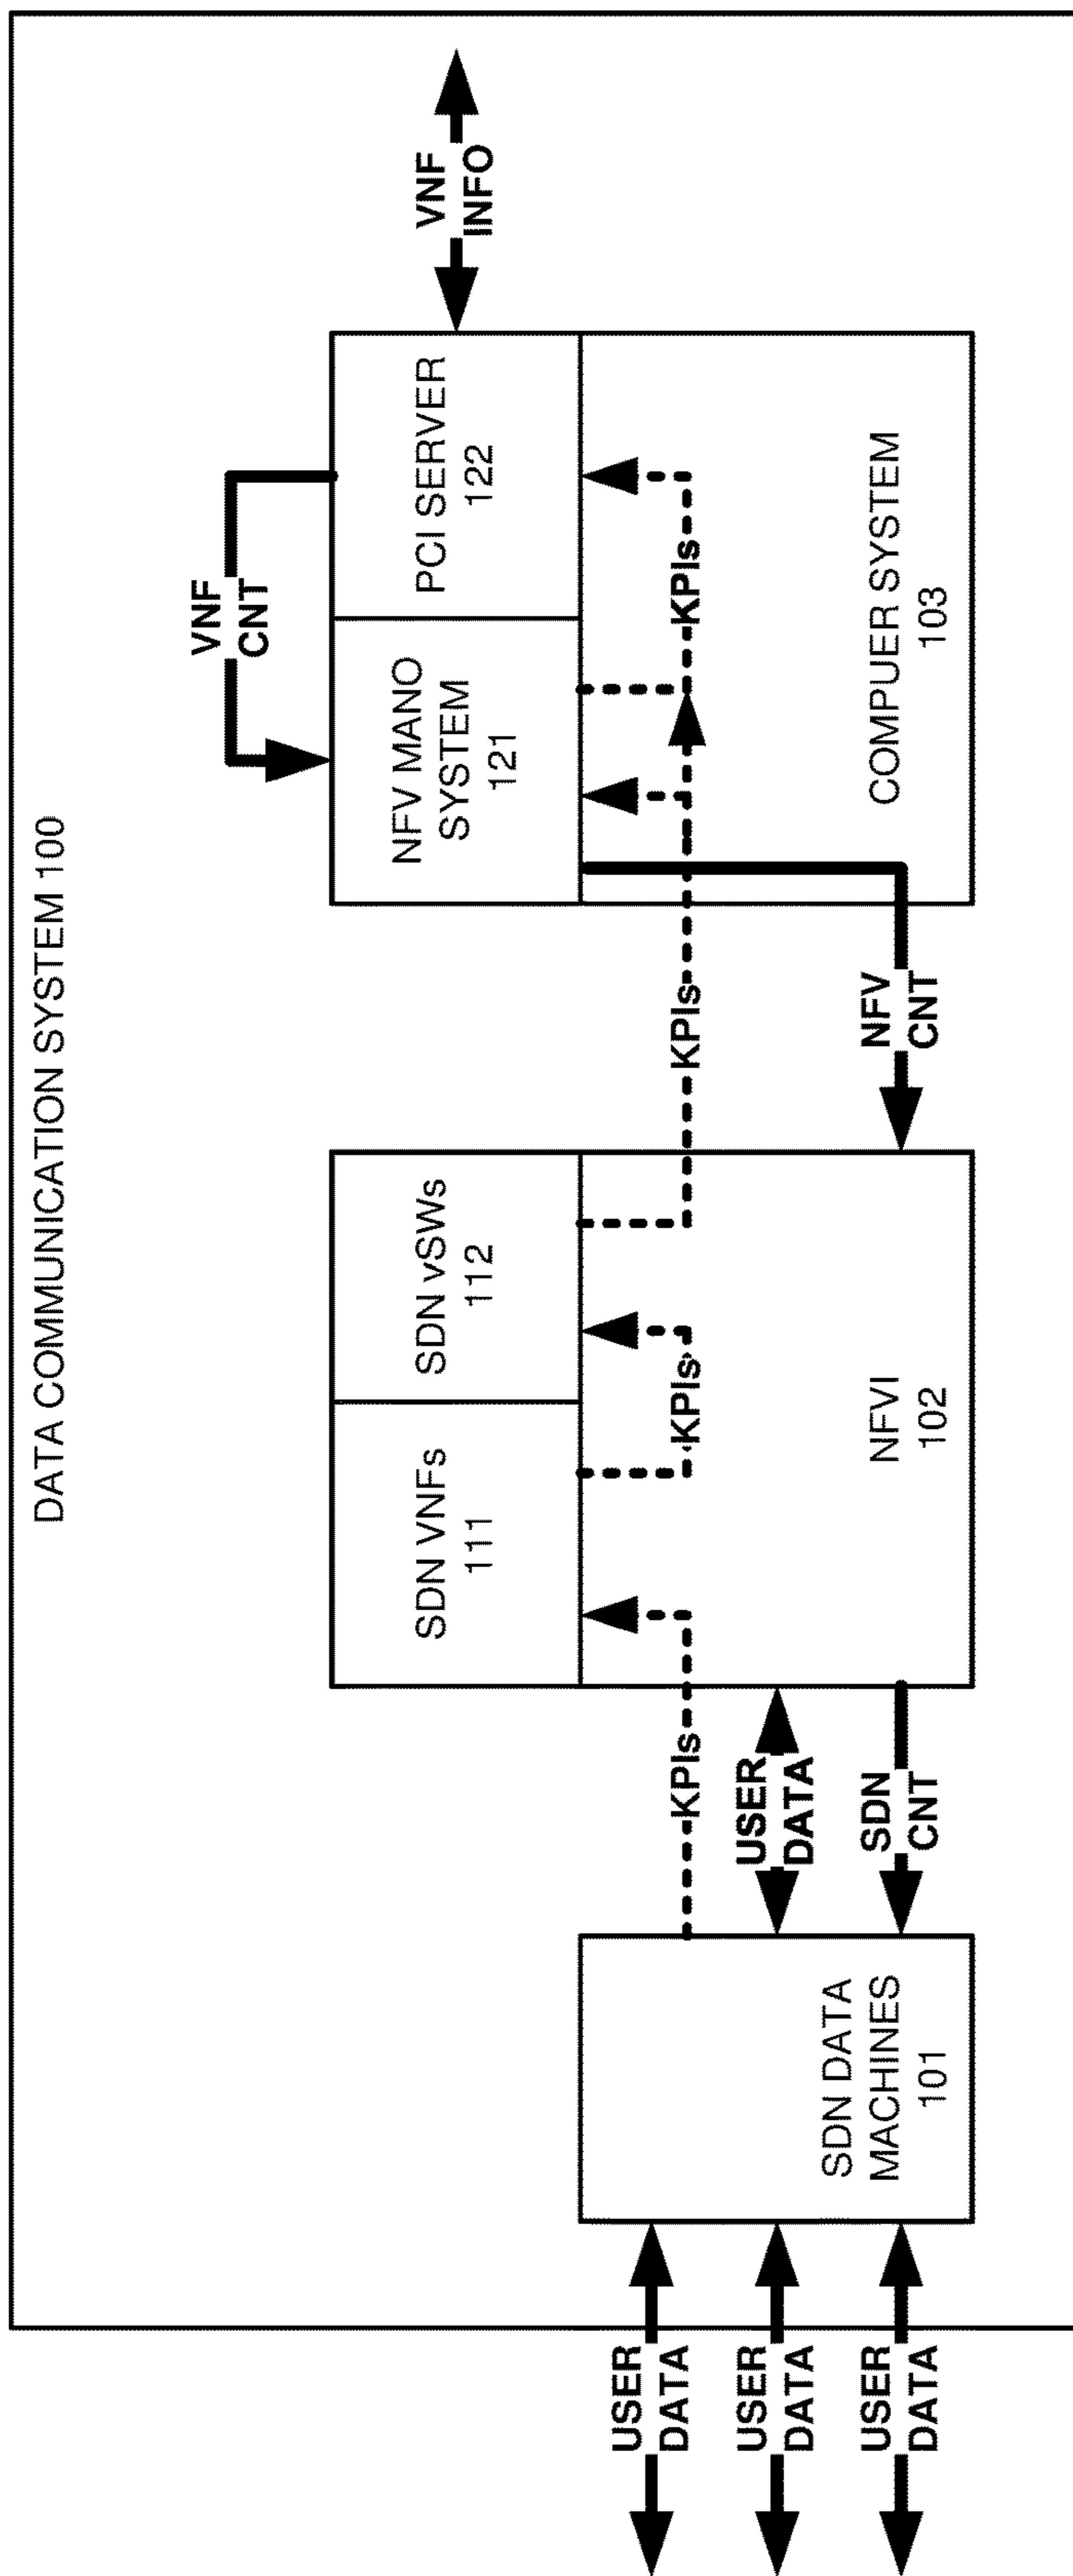 DATA COMMUNICATION SYSTEM 100
VNF
CNT
VNF
INFO
SDN VNFs
111
SDN vSWs
112
NFV MANO
SYSTEM
121
PCI SERVER
122
KPIs
KPIs
KPIs
KPIs
USER
DATA
USER
DATA
USER
DATA
USER
DATA
SDN DATA
MACHINES
101
SDN
CNT
NFVI
102
NFV
CNT
COMPUER SYSTEM
103